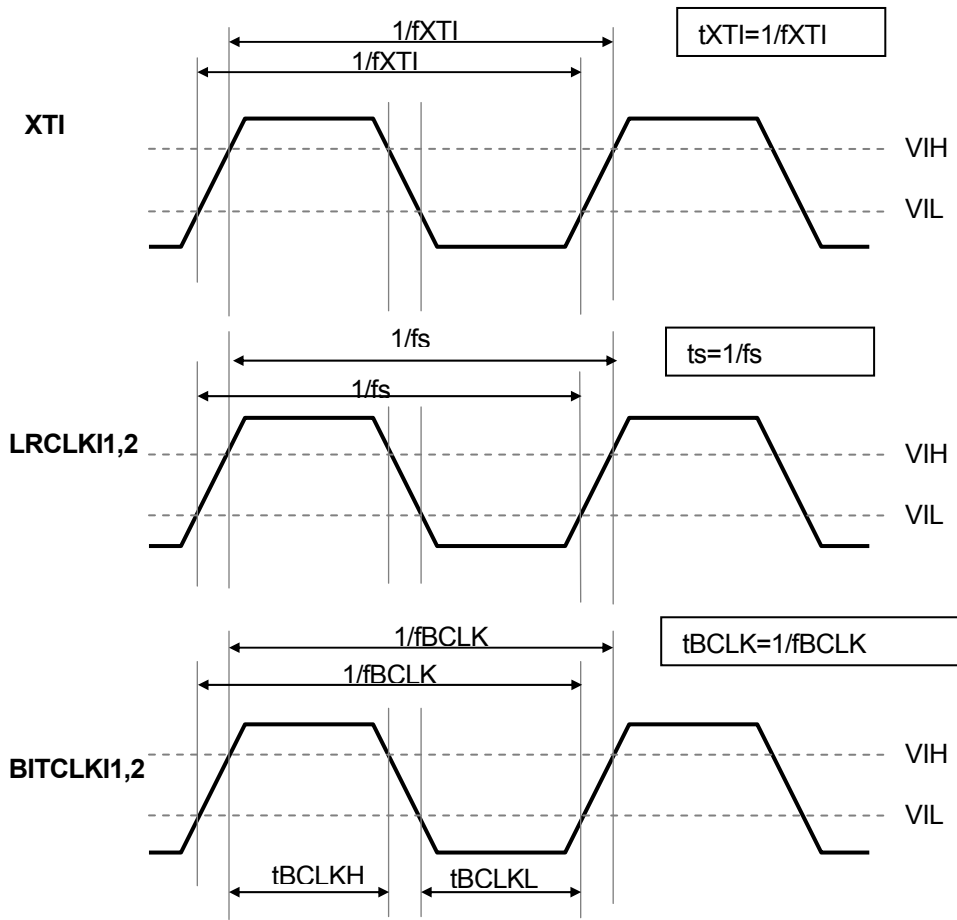 1/fXTI
tXTI=1/fXTI
1/fXTI
XTI
VIH
VIL
1/fs
ts=1/fs
1/fs
LRCLKI1,2
VIH
VIL
1/fBCLK
tBCLK=1/fBCLK
1/fBCLK
BITCLKI1,2
VIH
VIL
tBCLKH
tBCLKL